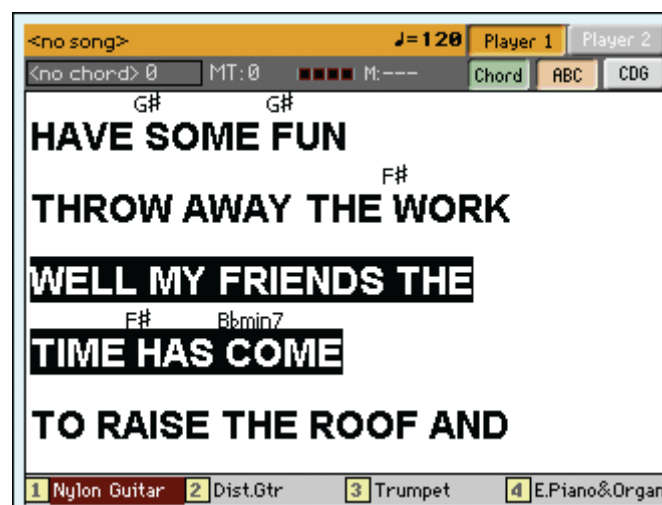 <no song> ♩=120 Player 1 Player 2
<no chord> 0 MT:0 M:--- Chord ABC CDG
G# G#
HAVE SOME FUN
F#
THROW AWAY THE WORK
WELL MY FRIENDS THE
F# B♭min7
TIME HAS COME
TO RAISE THE ROOF AND
1 Nylon Guitar 2 Dist.Gtr 3 Trumpet 4 E.Piano&Organ